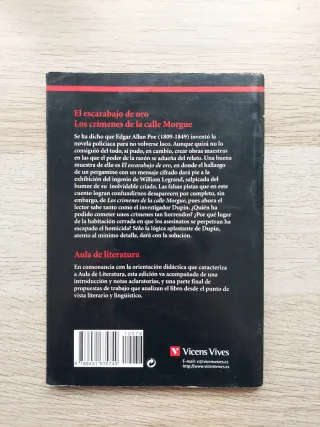 El escarabajo de oro
Los crímenes de la calle Morgue
Se ha dicho que Edgar Allan Poe (1809-1849) inventó la
novela policiaca para no volverse loco. Aunque quizá no lo
consiguió del todo, sí pudo, en cambio, crear obras maestras
en las que el poder de la razón se adueña del relato. Una buena
muestra de ello es El escarabajo de oro, en donde el hallazgo
de un pergamino con un mensaje cifrado dará pie a la
exhibición del ingenio de William Legrand, salpicada del
humor de su inolvidable criado. Las falsas pistas que en este
cuento logran confundirnos desaparecen por completo, sin
embargo, de Los crímenes de la calle Morgue, pues ahora el
lector sabe tanto como el investigador Dupin. ¿Quién ha
podido cometer unos crímenes tan horrendos? ¿Por qué lugar
de la habitación cerrada en que los asesinatos se perpetran ha
escapado el homicida? Sólo la lógica aplastante de Dupin,
atento al mínimo detalle, dará con la solución.
Aula de literatura
En consonancia con la orientación didáctica que caracteriza
a Aula de Literatura, esta edición va acompañada de una
introducción y notas aclaratorias, y una parte final de
propuestas de trabajo que analizan el libro desde el punto de
vista literario y lingüístico.
Vicens Vives
E-mail: e@vicensvives.es
http://www.vicensvives.es